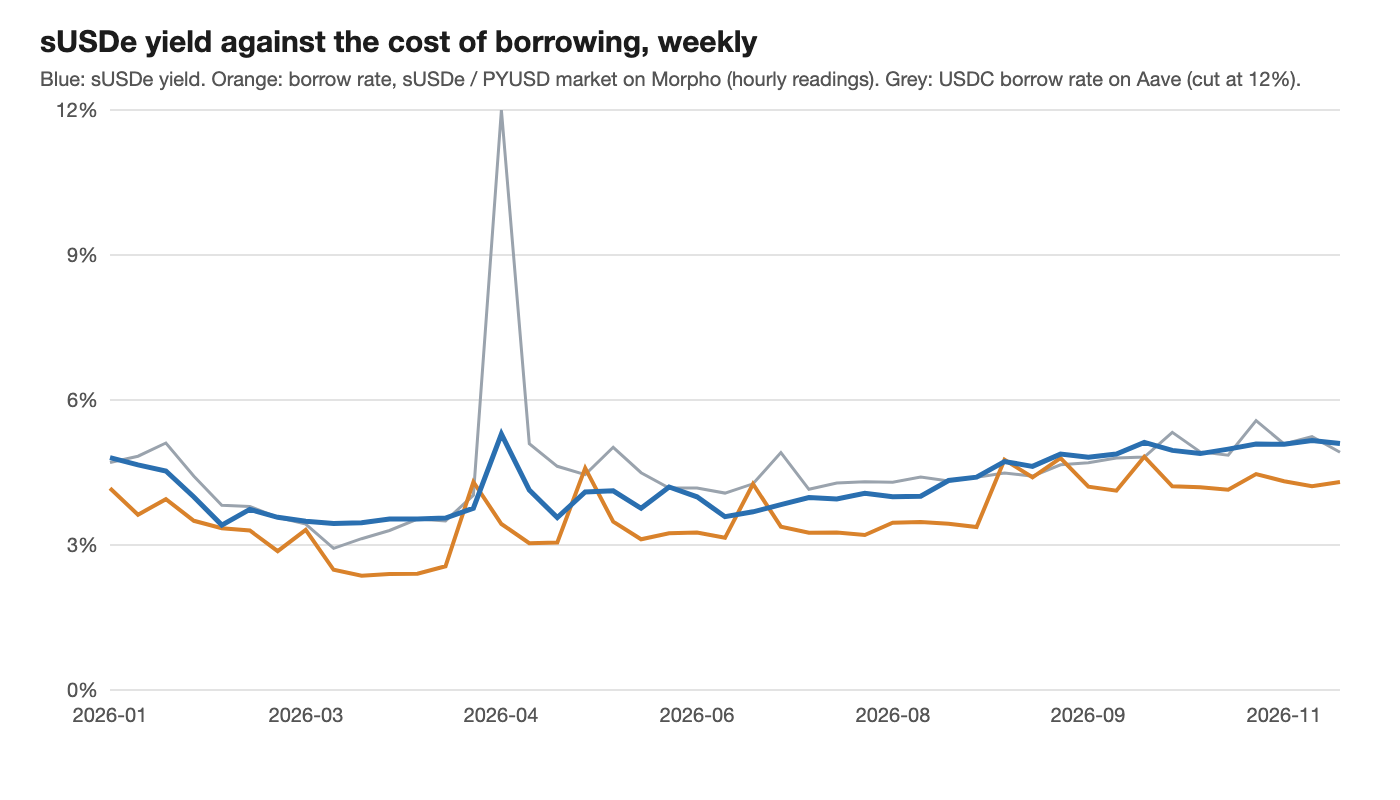 sUSDe yield against the cost of borrowing, weekly
Blue: sUSDe yield. Orange: borrow rate, sUSDe / PYUSD market on Morpho (hourly readings). Grey: USDC borrow rate on Aave (cut at 12%).
12%
9%
6%
3%
0%
2026-01 2026-03 2026-04 2026-06 2026-08 2026-09 2026-11